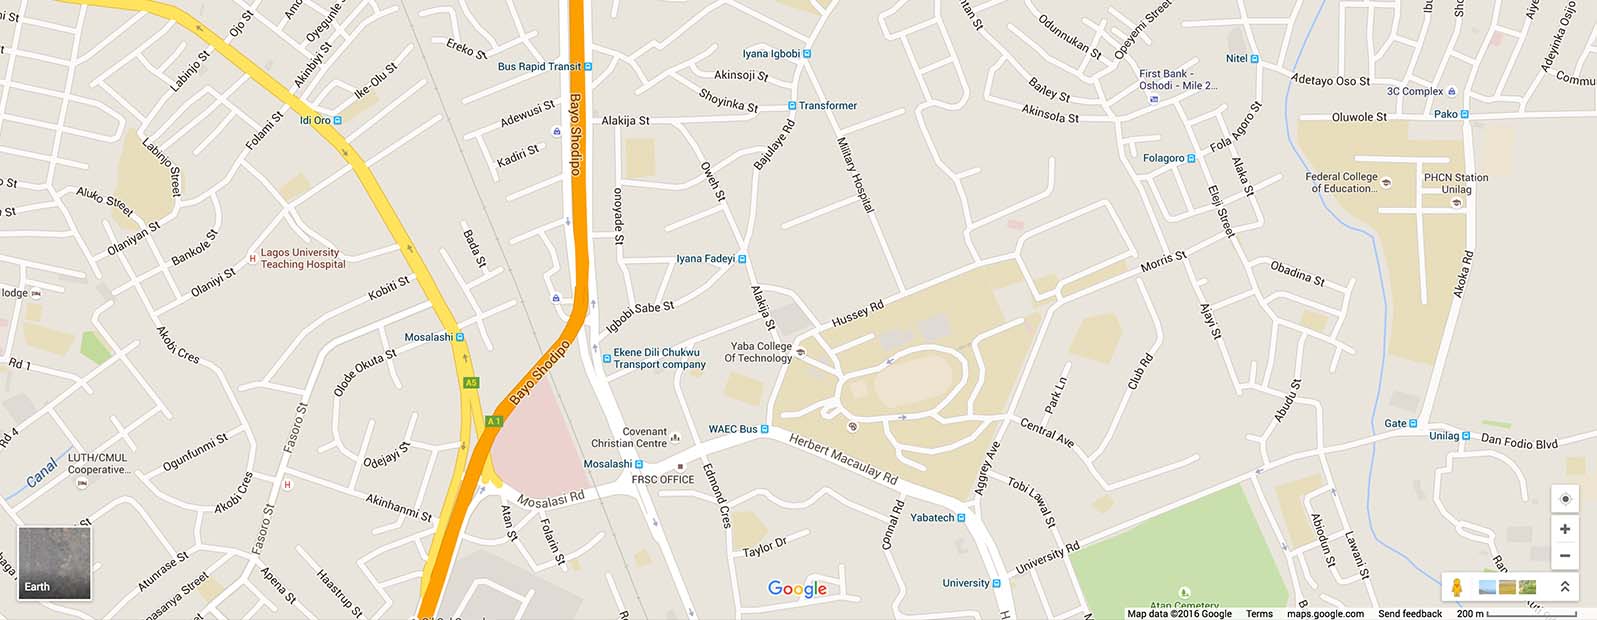 Ojo St
Labinjo St
Oyegunle St
Akinbiyi St
Ike-Olu St
Ereko St
Bus Rapid Transit
Bayo.Shodipo
Idi Oro
Folami St
Labinjo
Street
Adewusi St
Kadiri St
Alakija St
Iyana Igbobi
Akinsoji St
Shoyinka St
Transformer
Bajulaye Rd
Military Hospital
Oweh St
onoyade St
Odunnukan St
Opeyemi Street
Bailey St
Akinsola St
First Bank -
Oshodi - Mile 2...
Nitel
Adetayo Oso St
Adeyinka Osijo
Commu
3C Complex
Pako
Oluwole St
Fola Agoro St
Folagoro
Alaka St
Eleji Street
Federal College
of Education...
PHCN Station
Unilag
Aluko Street
Olaniyan St
Bankole St
Olaniyi St
Lagos University
Teaching Hospital
Bada St
Kobiti St
Iyana Fadeyi
Alakija St
Igbobi Sabe St
Hussey Rd
Morris St
Obadina St
Akoka Rd
Ajayi St
lodge
Rd 1
Akobi Cres
Mosalashi
Olode Okuta St
A5
A1
Bayo.Shodipo
Ekene Dili Chukwu
Transport company
Yaba College
Of Technology
Club Rd
Park Ln
Abudu St
Rd 4
Canal
LUTH/CMUL
Cooperative...
Ogunfunmi St
Fasoro St
Odejayi St
Akobi Cres
Akinhanmi St
Covenant
Christian Centre
WAEC Bus
Mosalashi
FRSC OFFICE
Mosalasi Rd
Herbert Macaulay Rd
Central Ave
Aggrey Ave
Gate
Unilag
Dan Fodio Blvd
Edmond Cres
Tobi Lawal St
Yabatech
Connal Rd
Atan St
Folarin St
Taylor Dr
University Rd
University
Abiodun St
Lawani St
Fasoro St
Earth
Atunrase St
Apena St
Haastrup St
Google
Atan Cemetery
Map data ©2016 Google
Terms
maps.google.com
Send feedback
200 m